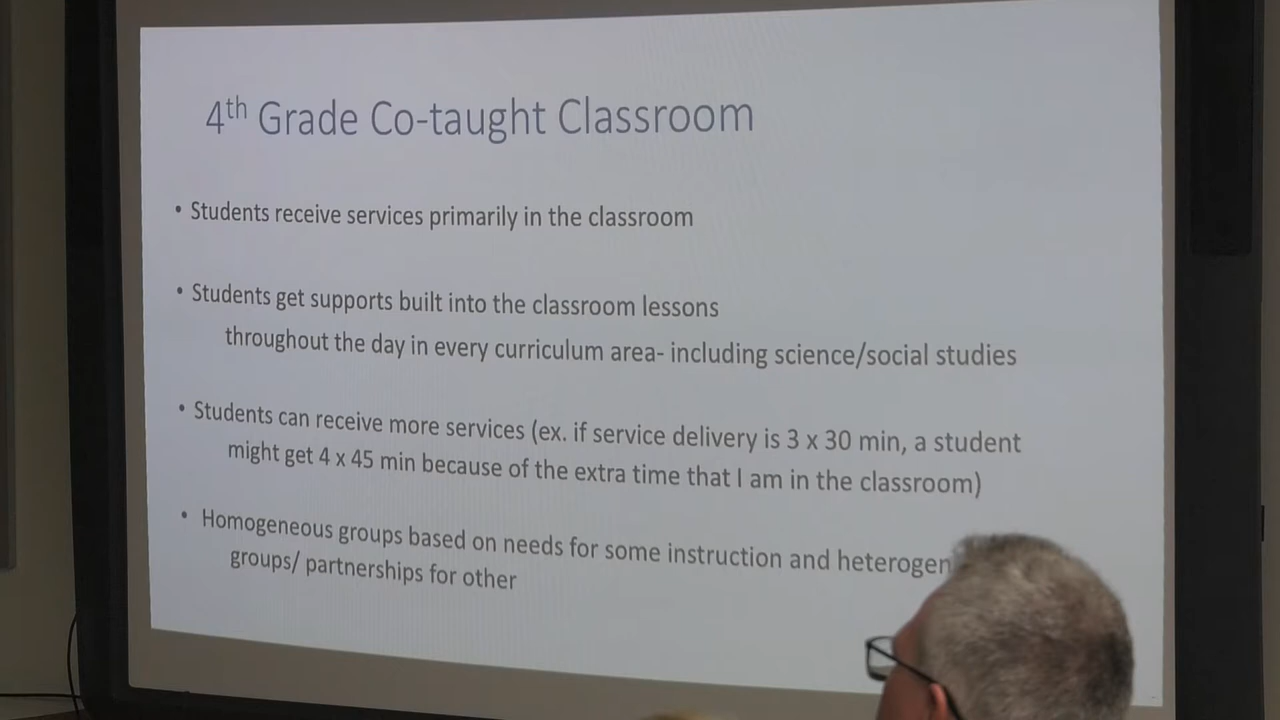 4th Grade Co-taught Classroom
• Students receive services primarily in the classroom
• Students get supports built into the classroom lessons
throughout the day in every curriculum area- including science/social studies
• Students can receive more services (ex. if service delivery is 3 x 30 min, a student
might get 4 x 45 min because of the extra time that I am in the classroom)
• Homogeneous groups based on needs for some instruction and
groups/ partnerships for other